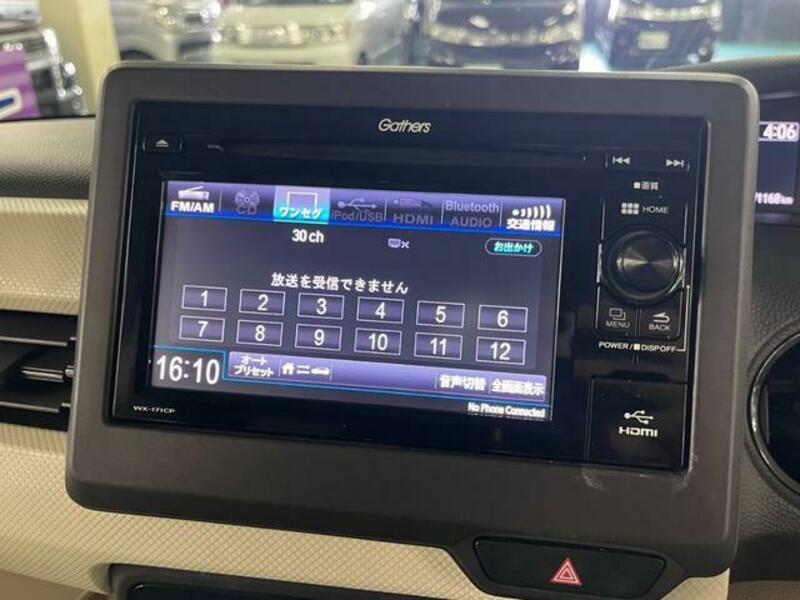 Gathers
4:06
■画質
FM/AM
CD
ワンセグ
iPod/USB
HDMI
Bluetooth AUDIO
交通情報
HOME
30 ch
お出かけ
放送を受信できません
1 2 3 4 5 6
7 8 9 10 11 12
MENU
BACK
POWER/■DISP OFF
16:10
オート
プリセット
音声切替
全画面表示
No Phone Connected
WX-171CP
HDMI